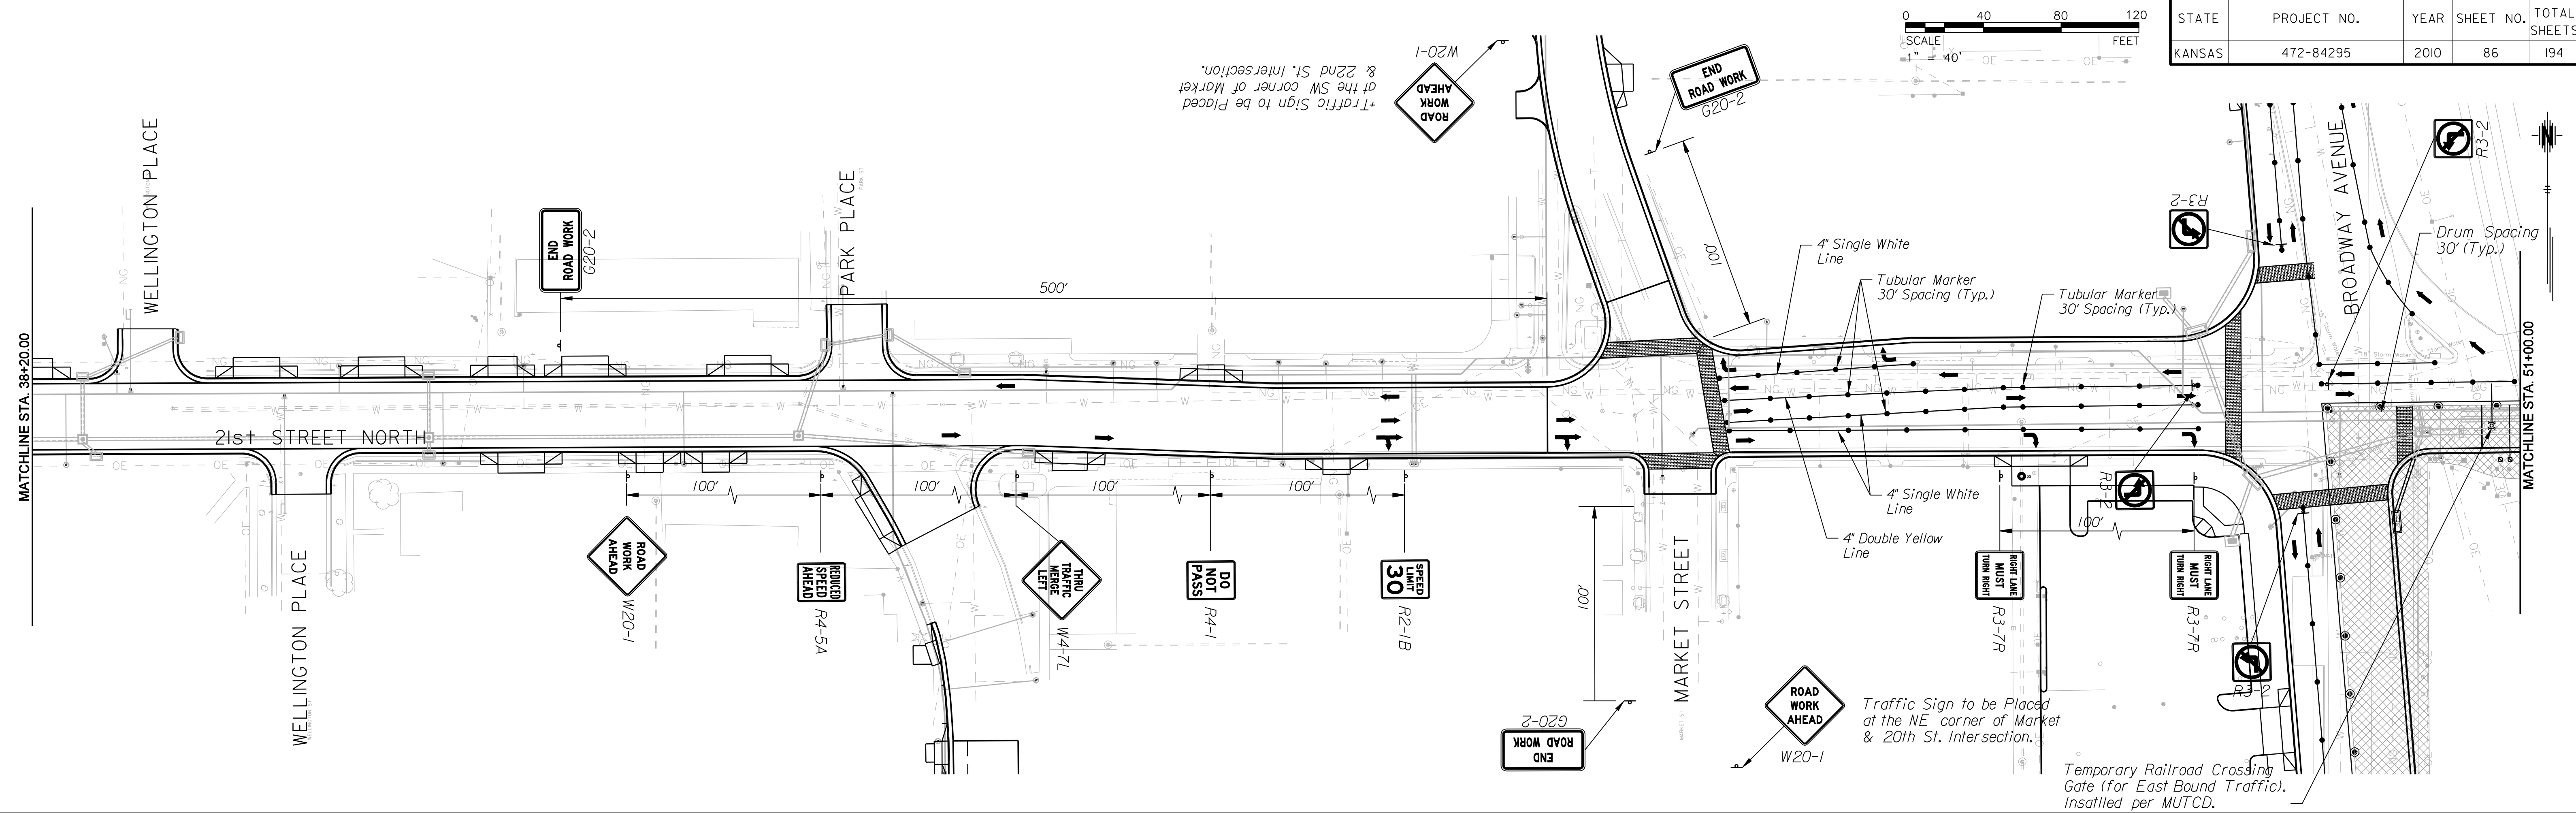 0 40 80 120
SCALE FEET
1" = 40'
STATE PROJECT NO. YEAR SHEET NO. TOTAL SHEETS
KANSAS 472-84295 2010 86 194
W20-1
ROAD
WORK
AHEAD
+Traffic Sign to be Placed
at the SW corner of Market
& 22nd St. Intersection.
END
ROAD WORK
G20-2
WELLINGTON PLACE
END
ROAD WORK
G20-2
PARK PLACE
PARK ST
500'
100'
4" Single White
Line
Tubular Marker
30' Spacing (Typ.)
Tubular Marker
30' Spacing (Typ.)
R3-2
BROADWAY AVENUE
R3-2
N
Drum Spacing
30' (Typ.)
MATCHLINE STA. 38+20.00
MATCHLINE STA. 51+00.00
21st STREET NORTH
100'
100'
100'
100'
WELLINGTON PLACE
ROAD
WORK
AHEAD
W20-1
REDUCED
SPEED
AHEAD
R4-5A
THRU
TRAFFIC
MERGE
LEFT
W4-7L
DO
NOT
PASS
R4-1
SPEED
LIMIT
30
R2-1B
100'
MARKET STREET
MARKET ST
4" Single White
Line
4" Double Yellow
Line
100'
RIGHT LANE
MUST
TURN RIGHT
R3-7R
RIGHT LANE
MUST
TURN RIGHT
R3-7R
R3-2
R3-2
G20-2
END
ROAD WORK
ROAD
WORK
AHEAD
W20-1
Traffic Sign to be Placed
at the NE corner of Market
& 20th St. Intersection.
Temporary Railroad Crossing
Gate (for East Bound Traffic).
Insatlled per MUTCD.